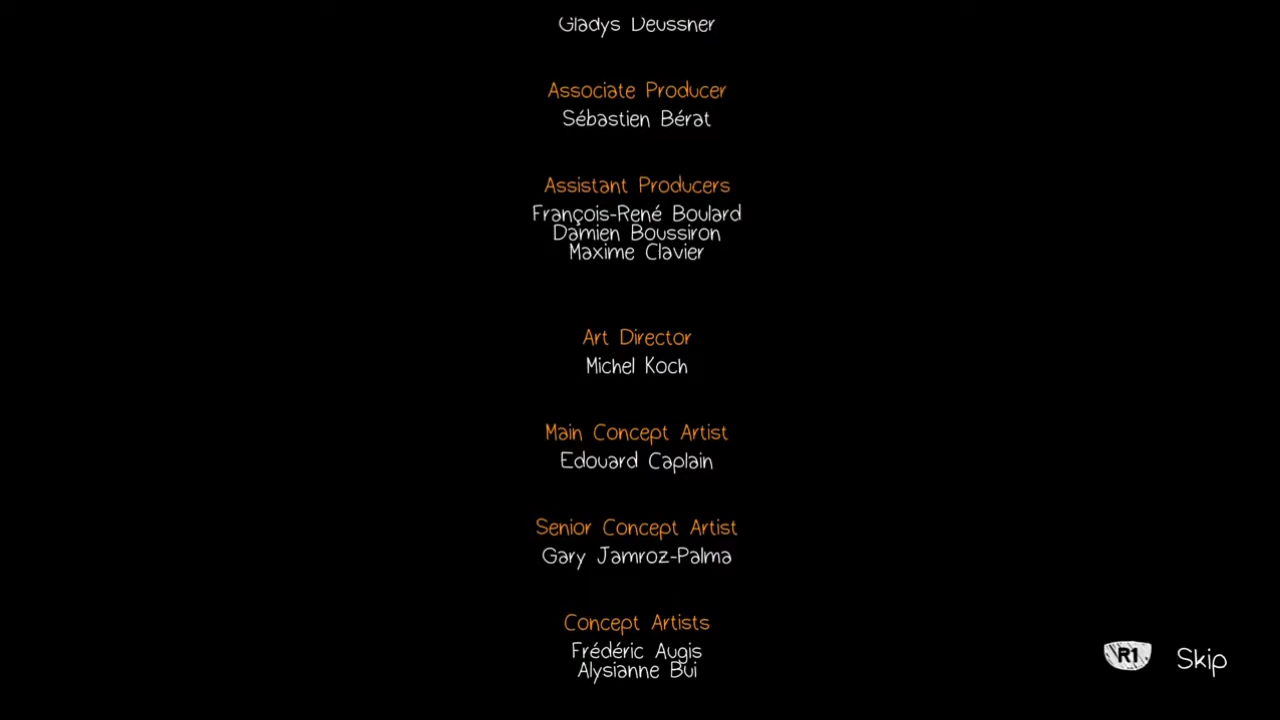 Gladys Deussner
Associate Producer
Sébastien Bérat
Assistant Producers
François-René Boulard
Damien Boussiron
Maxime Clavier
Art Director
Michel Koch
Main Concept Artist
Edouard Caplain
Senior Concept Artist
Gary Jamroz-Palma
Concept Artists
Frédéric Augis
Alysianne Bui
R1 Skip